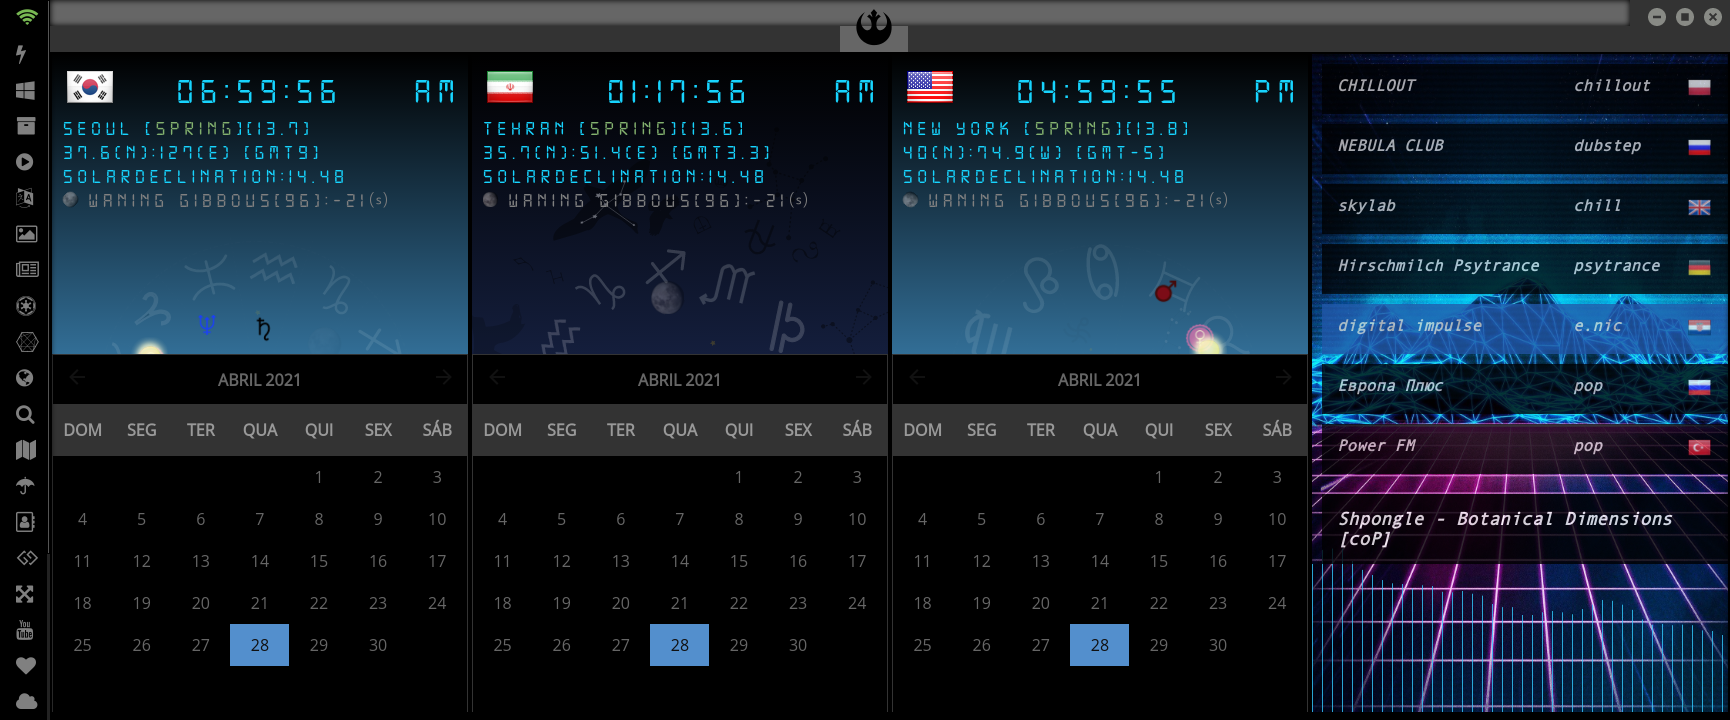 06:59:56 AM
SEOUL [SPRING][13.7]
37.6(N):127(E) [GMT9]
SOLARDECLINATION:14.48
WANING GIBBOUS[96]:-21(s)
ABRIL 2021
DOM SEG TER QUA QUI SEX SÁB
1 2 3
4 5 6 7 8 9 10
11 12 13 14 15 16 17
18 19 20 21 22 23 24
25 26 27 28 29 30
01:17:56 AM
TEHRAN [SPRING][13.6]
35.7(N):51.4(E) [GMT3.3]
SOLARDECLINATION:14.48
WANING GIBBOUS[96]:-21(s)
ABRIL 2021
DOM SEG TER QUA QUI SEX SÁB
1 2 3
4 5 6 7 8 9 10
11 12 13 14 15 16 17
18 19 20 21 22 23 24
25 26 27 28 29 30
04:59:55 PM
NEW YORK [SPRING][13.8]
40(N):74.9(W) [GMT-5]
SOLARDECLINATION:14.48
WANING GIBBOUS[96]:-21(s)
ABRIL 2021
DOM SEG TER QUA QUI SEX SÁB
1 2 3
4 5 6 7 8 9 10
11 12 13 14 15 16 17
18 19 20 21 22 23 24
25 26 27 28 29 30
CHILLOUT chillout
NEBULA CLUB dubstep
skylab chill
Hirschmilch Psytrance psytrance
digital impulse e.nic
Европа Плюс pop
Power FM pop
Shpongle - Botanical Dimensions
[coP]
You
Tube